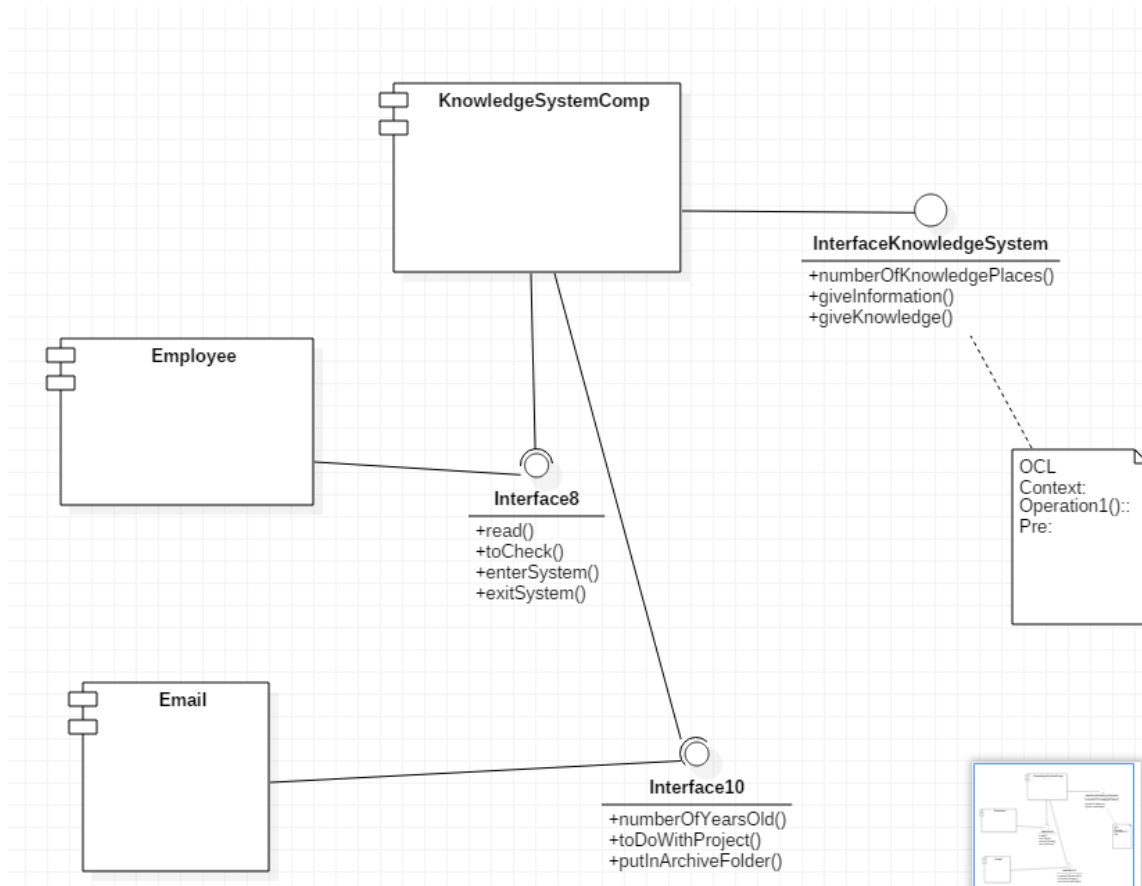 KnowledgeSystemComp
InterfaceKnowledgeSystem
+numberOfKnowledgePlaces()
+giveInformation()
+giveKnowledge()
Employee
Interface8
+read()
+toCheck()
+enterSystem()
+exitSystem()
OCL
Context:
Operation1()::
Pre:
Email
Interface10
+numberOfYearsOld()
+toDoWithProject()
+putInArchiveFolder()